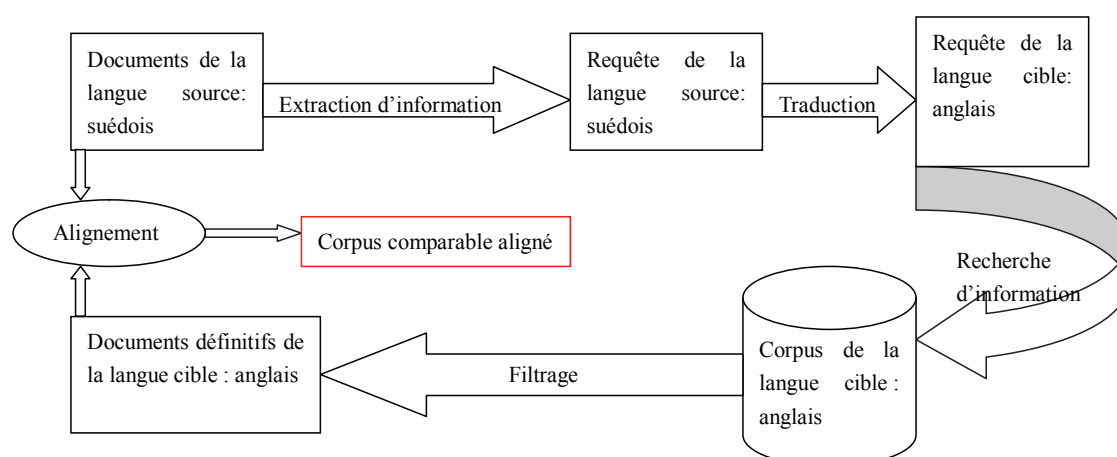 Documents de la
langue source:
suédois
Extraction d’information
Requête de la
langue source:
suédois
Traduction
Requête de la
langue cible:
anglais
Alignement
Corpus comparable aligné
Recherche
d’information
Documents définitifs de
la langue cible : anglais
Filtrage
Corpus de la
langue cible :
anglais